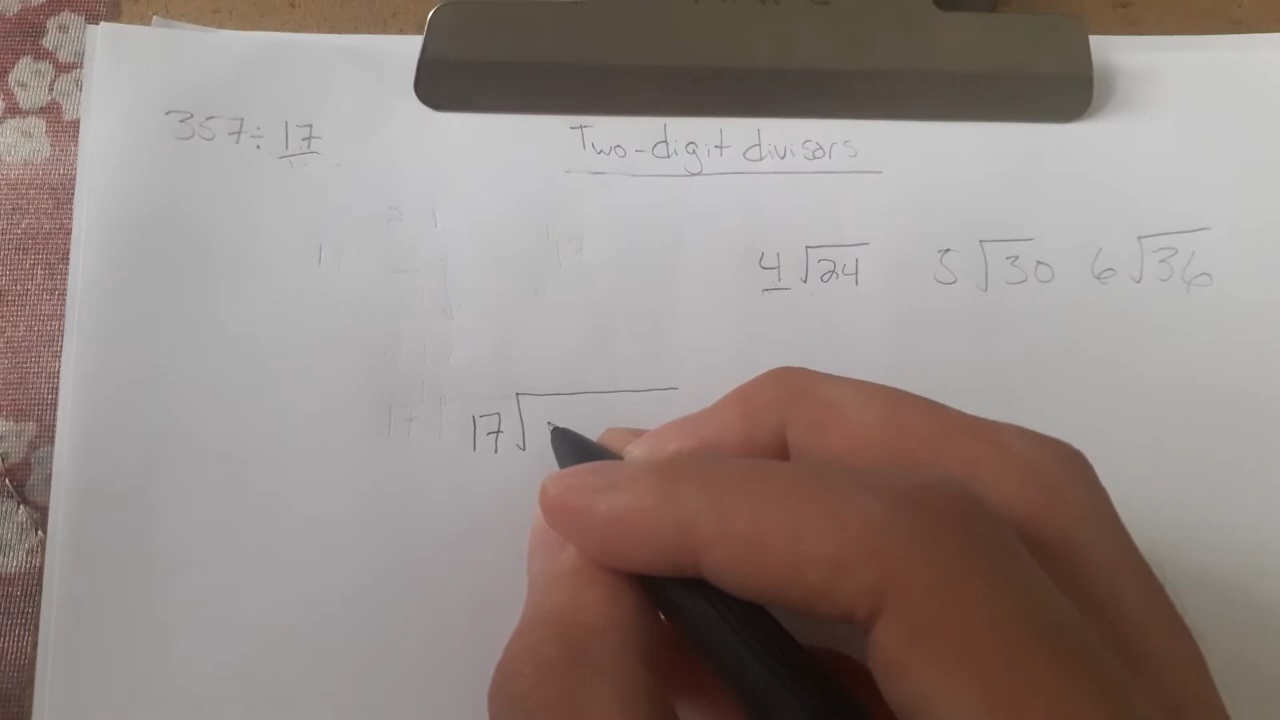 357 ÷ 17
Two-digit divisors
4√24 5√30 6√36
17√